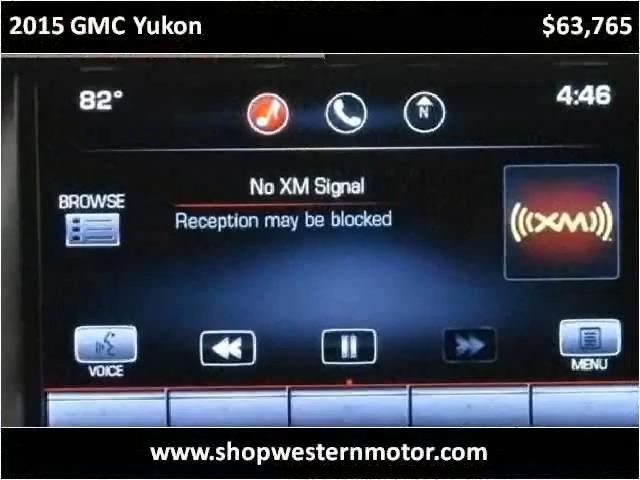 2015 GMC Yukon $63,765
82° N 4:46
No XM Signal
BROWSE
Reception may be blocked
((XM))
VOICE
MENU
www.shopwesternmotor.com